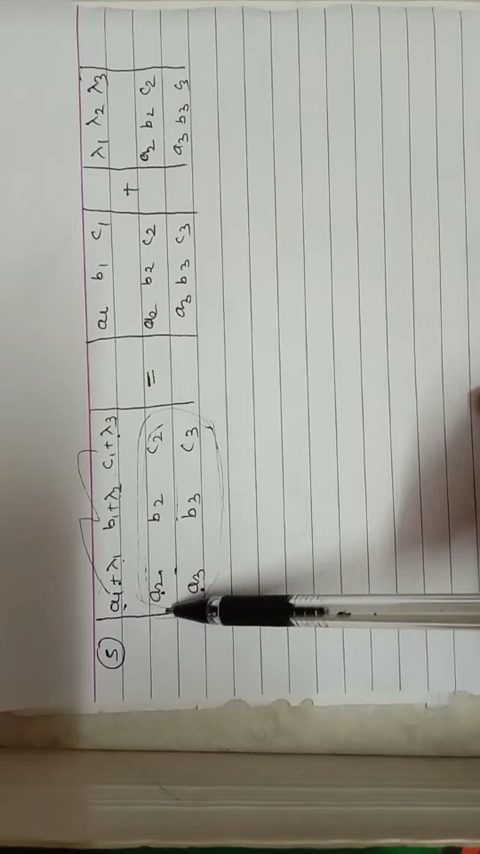 ⑤ | a₁+λ₁ b₁+λ₂ c₁+λ₃ | | a₁ b₁ c₁ | | λ₁ λ₂ λ₃ |
| a₂ b₂ c₂ | = | a₂ b₂ c₂ | + | a₂ b₂ c₂ |
| a₃ b₃ c₃ | | a₃ b₃ c₃ | | a₃ b₃ c₃ |